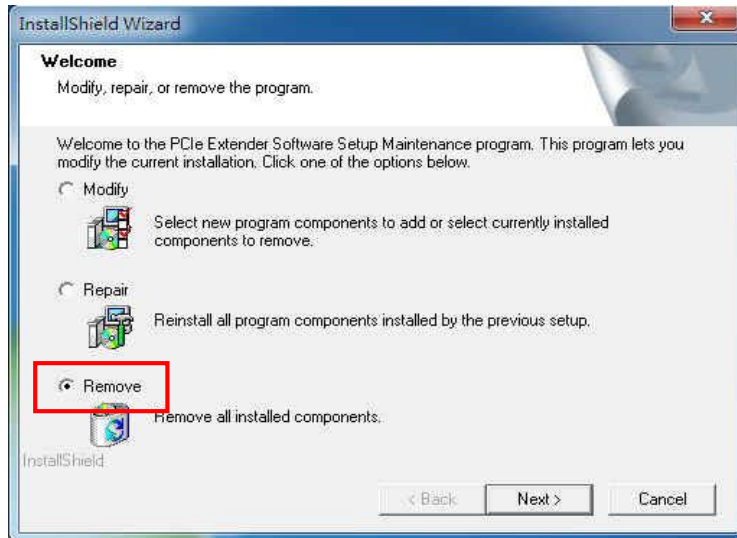 InstallShield Wizard
Welcome
Modify, repair, or remove the program.
Welcome to the PCIe Extender Software Setup Maintenance program. This program lets you
modify the current installation. Click one of the options below.
Modify
Select new program components to add or select currently installed
components to remove.
Repair
Reinstall all program components installed by the previous setup.
Remove
Remove all installed components.
InstallShield
< Back
Next >
Cancel